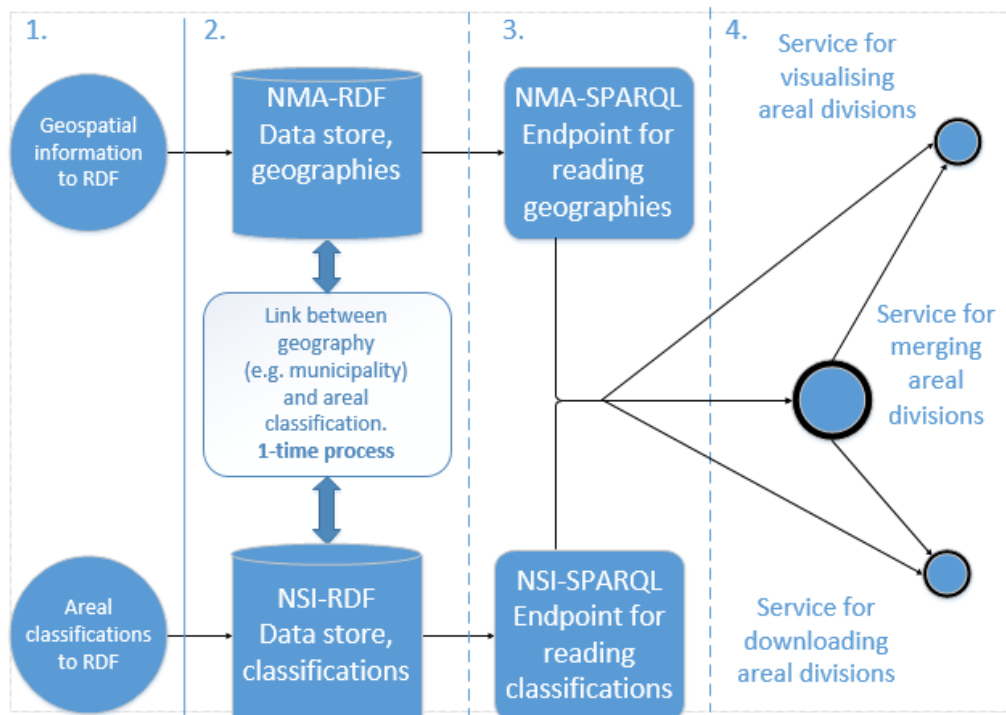 1.
2.
3.
4.
Geospatial
information
to RDF
NMA-RDF
Data store,
geographies
NMA-SPARQL
Endpoint for
reading
geographies
Service for
visualising
areal divisions
Link between
geography
(e.g. municipality)
and areal
classification.
1-time process
Service for
merging
areal
divisions
Areal
classifications
to RDF
NSI-RDF
Data store,
classifications
NSI-SPARQL
Endpoint for
reading
classifications
Service for
downloading
areal divisions